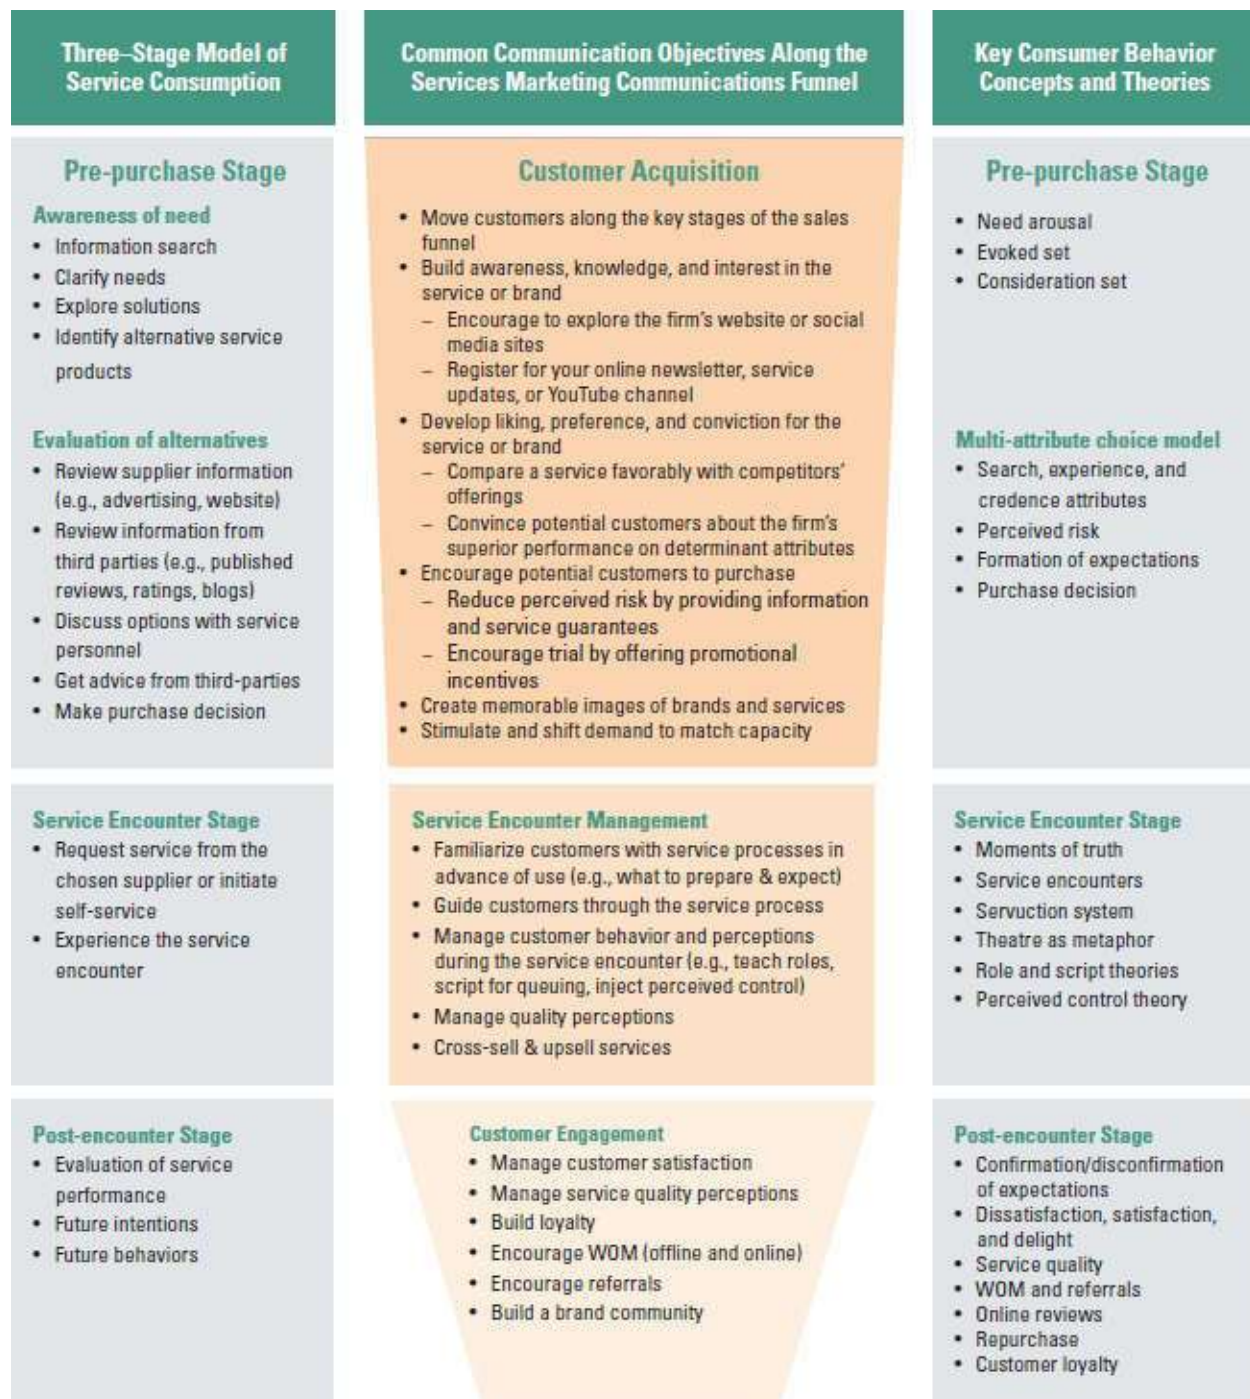 Three–Stage Model of
Service Consumption
Common Communication Objectives Along the
Services Marketing Communications Funnel
Key Consumer Behavior
Concepts and Theories
Pre-purchase Stage
Awareness of need
• Information search
• Clarify needs
• Explore solutions
• Identify alternative service
products
Evaluation of alternatives
• Review supplier information
(e.g., advertising, website)
• Review information from
third parties (e.g., published
reviews, ratings, blogs)
• Discuss options with service
personnel
• Get advice from third-parties
• Make purchase decision
Customer Acquisition
• Move customers along the key stages of the sales
funnel
• Build awareness, knowledge, and interest in the
service or brand
– Encourage to explore the firm's website or social
media sites
– Register for your online newsletter, service
updates, or YouTube channel
• Develop liking, preference, and conviction for the
service or brand
– Compare a service favorably with competitors'
offerings
– Convince potential customers about the firm's
superior performance on determinant attributes
• Encourage potential customers to purchase
– Reduce perceived risk by providing information
and service guarantees
– Encourage trial by offering promotional
incentives
• Create memorable images of brands and services
• Stimulate and shift demand to match capacity
Pre-purchase Stage
• Need arousal
• Evoked set
• Consideration set
Multi-attribute choice model
• Search, experience, and
credence attributes
• Perceived risk
• Formation of expectations
• Purchase decision
Service Encounter Stage
• Request service from the
chosen supplier or initiate
self-service
• Experience the service
encounter
Service Encounter Management
• Familiarize customers with service processes in
advance of use (e.g., what to prepare & expect)
• Guide customers through the service process
• Manage customer behavior and perceptions
during the service encounter (e.g., teach roles,
script for queuing, inject perceived control)
• Manage quality perceptions
• Cross-sell & upsell services
Service Encounter Stage
• Moments of truth
• Service encounters
• Servuction system
• Theatre as metaphor
• Role and script theories
• Perceived control theory
Post-encounter Stage
• Evaluation of service
performance
• Future intentions
• Future behaviors
Customer Engagement
• Manage customer satisfaction
• Manage service quality perceptions
• Build loyalty
• Encourage WOM (offline and online)
• Encourage referrals
• Build a brand community
Post-encounter Stage
• Confirmation/disconfirmation
of expectations
• Dissatisfaction, satisfaction,
and delight
• Service quality
• WOM and referrals
• Online reviews
• Repurchase
• Customer loyalty